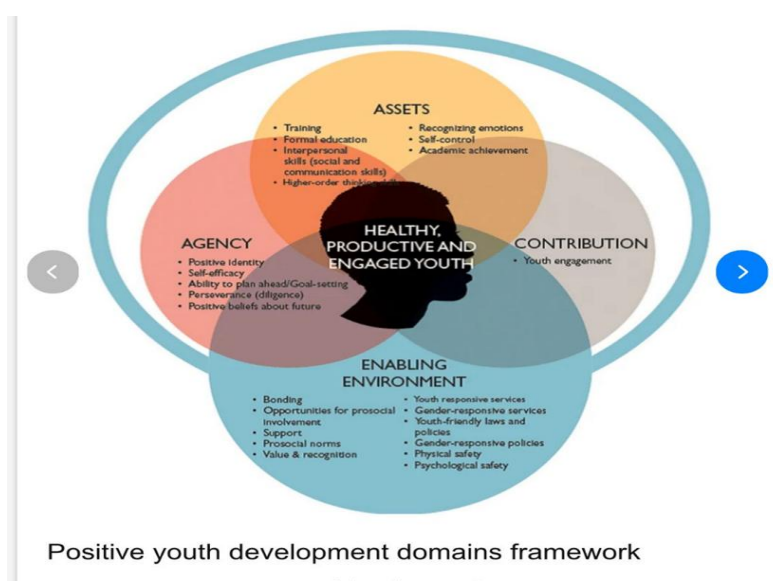 ASSETS
• Training
• Formal education
• Interpersonal
skills (social and
communication skills)
• Higher-order thinking skills
• Recognizing emotions
• Self-control
• Academic achievement
AGENCY
• Positive identity
• Self-efficacy
• Ability to plan ahead/Goal-setting
• Perseverance (diligence)
• Positive beliefs about future
HEALTHY,
PRODUCTIVE AND
ENGAGED YOUTH
CONTRIBUTION
• Youth engagement
ENABLING
ENVIRONMENT
• Bonding
• Opportunities for prosocial
involvement
• Support
• Prosocial norms
• Value & recognition
• Youth responsive services
• Gender-responsive services
• Youth-friendly laws and
policies
• Gender-responsive policies
• Physical safety
• Psychological safety
Positive youth development domains framework